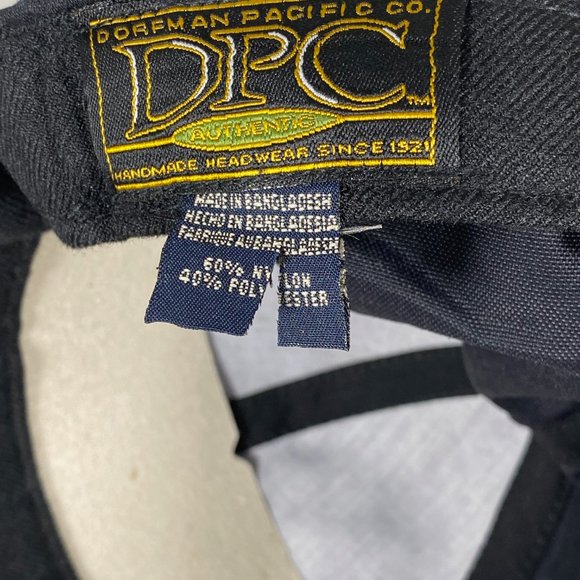 DORFMAN PACIFIC CO.
DPC
TM
AUTHENTIC
HANDMADE HEADWEAR SINCE 1921
MADE IN BANGLADESH
HECHO EN BANGLADESH
FABRIQUE AU BANGLADESH
60% NYLON
40% POLYESTER